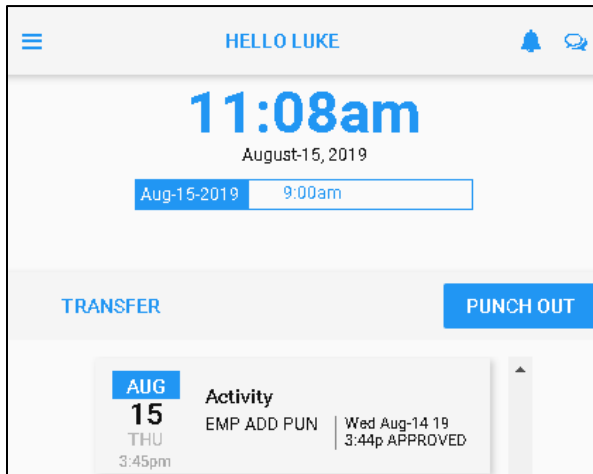 HELLO LUKE
11:08am
August-15, 2019
Aug-15-2019 9:00am
TRANSFER PUNCH OUT
AUG
15
THU
3:45pm
Activity
EMP ADD PUN
Wed Aug-14 19
3:44p APPROVED